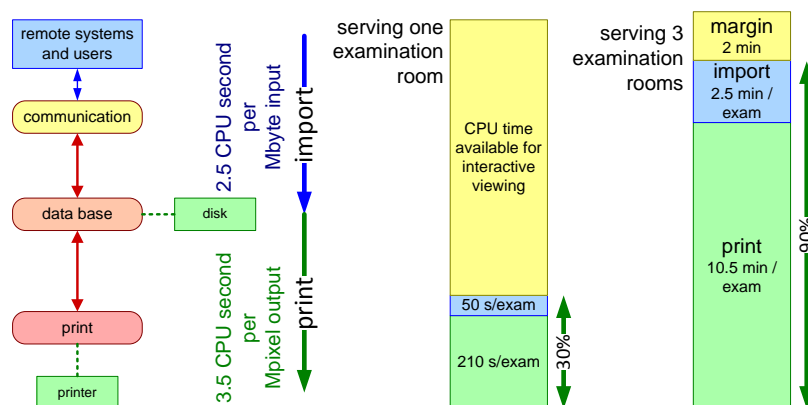 remote systems
and users
communication
data base
disk
print
printer
2.5 CPU second
per
Mbyte input
import
3.5 CPU second
per
Mpixel output
print
serving one
examination
room
CPU time
available for
interactive
viewing
50 s/exam
210 s/exam
30%
serving 3
examination
rooms
margin
2 min
import
2.5 min /
exam
print
10.5 min /
exam
90%